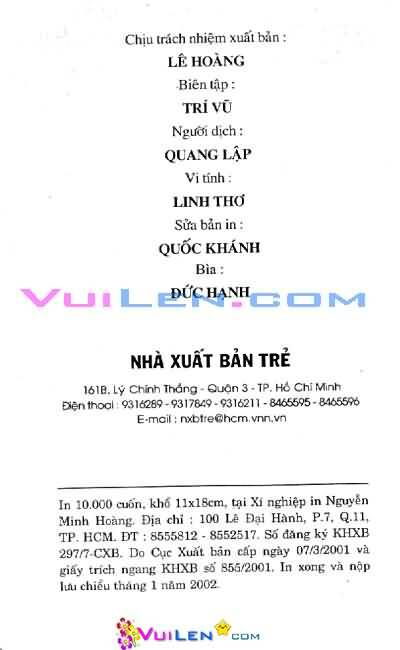 Chịu trách nhiệm xuất bản :
LÊ HOÀNG
Biên tập :
TRÍ VŨ
Người dịch :
QUANG LẬP
Vi tính :
LINH THƠ
Sửa bản in :
QUỐC KHÁNH
Bìa :
ĐỨC HẠNH
VUILEN.COM
NHÀ XUẤT BẢN TRẺ
161B, Lý Chính Thắng - Quận 3 - TP. Hồ Chí Minh
Điện thoại : 9316289 - 9317849 - 9316211 - 8465595 - 8465596
E-mail : nxbtre@hcm.vnn.vn
In 10.000 cuốn, khổ 11x18cm, tại Xí nghiệp in Nguyễn
Minh Hoàng. Địa chỉ : 100 Lê Đại Hành, P.7, Q.11,
TP. HCM. ĐT : 8555812 - 8552517. Số đăng ký KHXB
297/7-CXB. Do Cục Xuất bản cấp ngày 07/3/2001 và
giấy trích ngang KHXB số 855/2001. In xong và nộp
lưu chiểu tháng 1 năm 2002.
VUILEN.COM